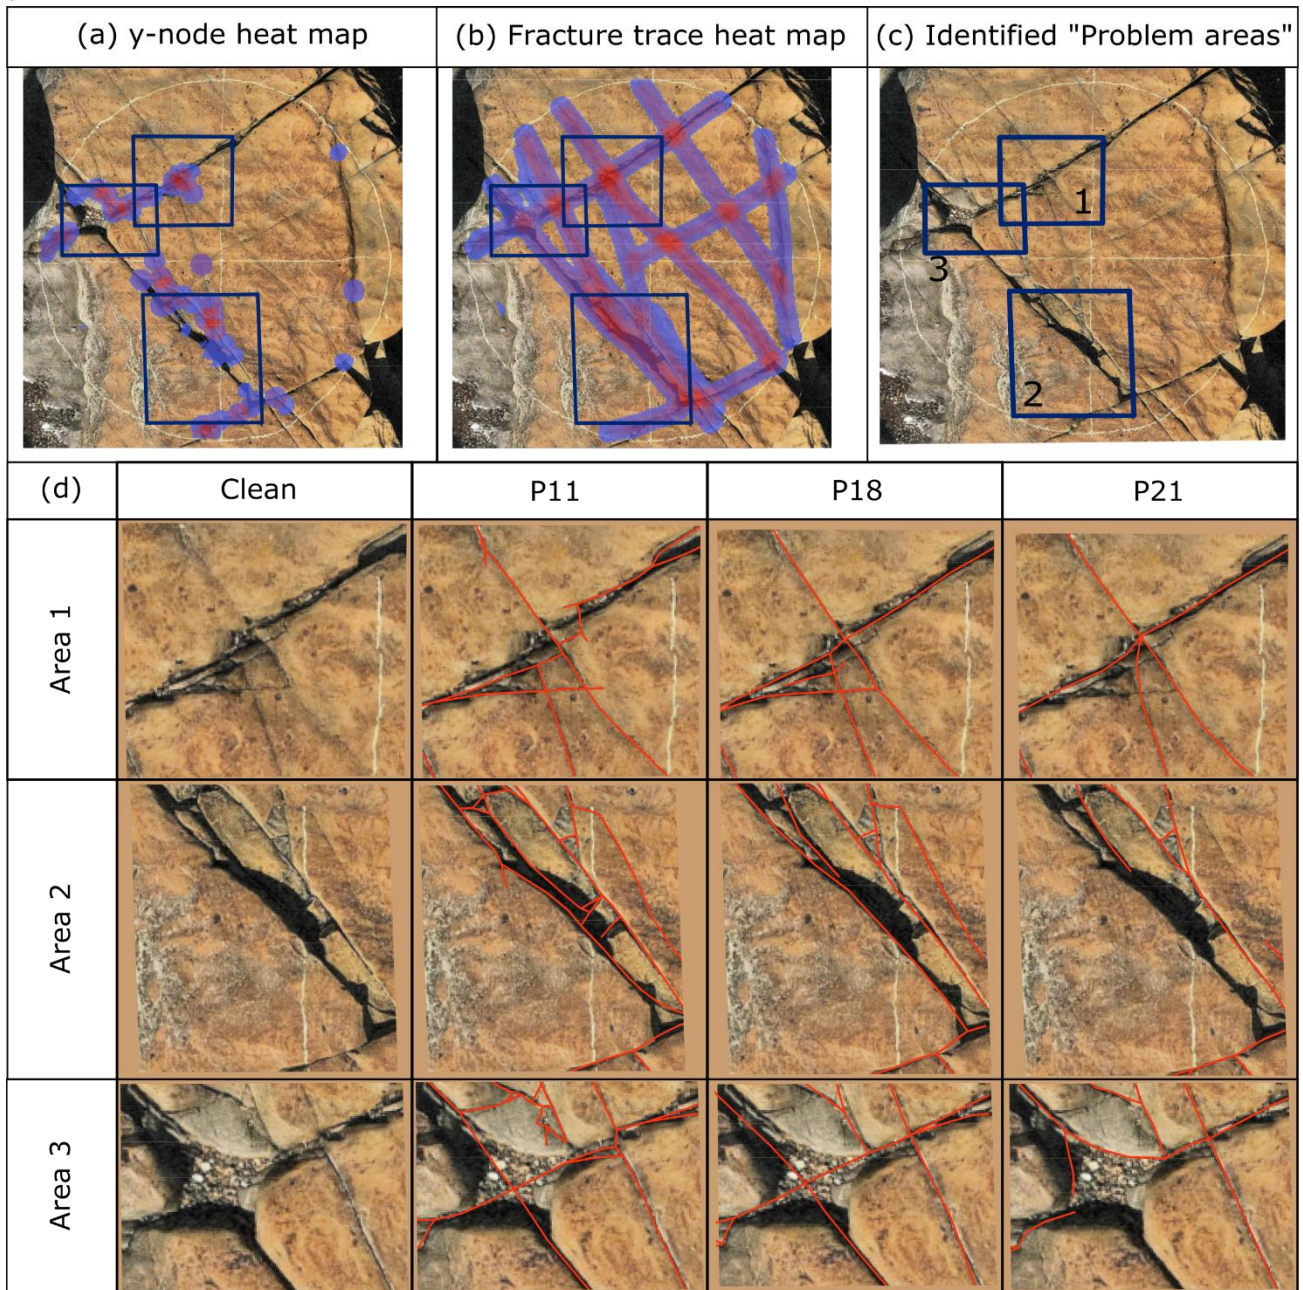 (a) y-node heat map
(b) Fracture trace heat map
(c) Identified "Problem areas"
1
3
2
(d)
Clean
P11
P18
P21
Area 1
Area 2
Area 3